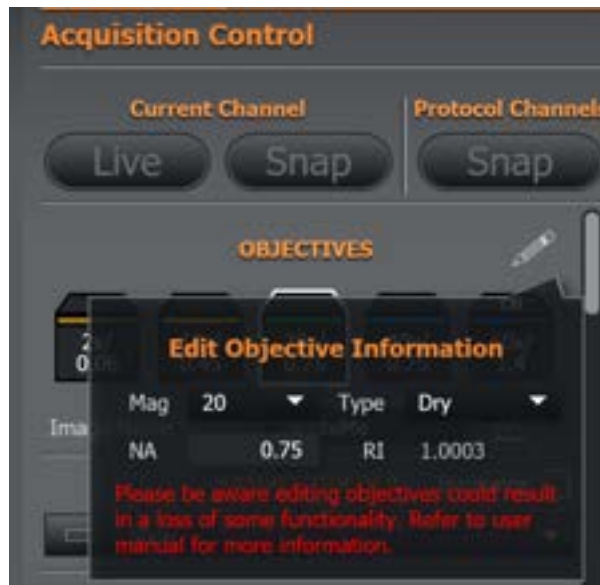 Acquisition Control
Current Channel
Protocol Channels
Live
Snap
Snap
OBJECTIVES
Edit Objective Information
Mag 20 Type Dry
NA 0.75 RI 1.0003
Please be aware editing objectives could result
in a loss of some functionality. Refer to user
manual for more information.